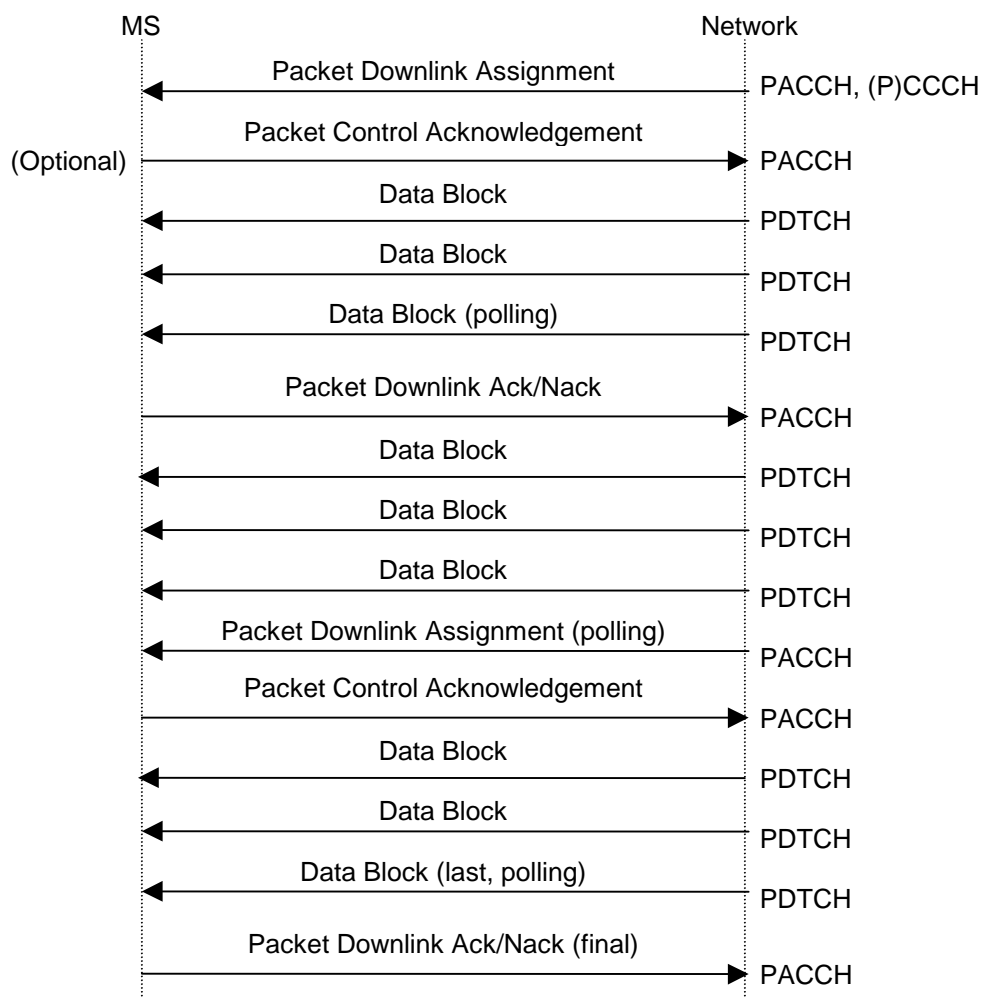 MS Network
Packet Downlink Assignment PACCH, (P)CCCH
Packet Control Acknowledgement
(Optional) PACCH
Data Block
PDTCH
Data Block
PDTCH
Data Block (polling)
PDTCH
Packet Downlink Ack/Nack
PACCH
Data Block
PDTCH
Data Block
PDTCH
Data Block
PDTCH
Packet Downlink Assignment (polling)
PACCH
Packet Control Acknowledgement
PACCH
Data Block
PDTCH
Data Block
PDTCH
Data Block (last, polling)
PDTCH
Packet Downlink Ack/Nack (final)
PACCH